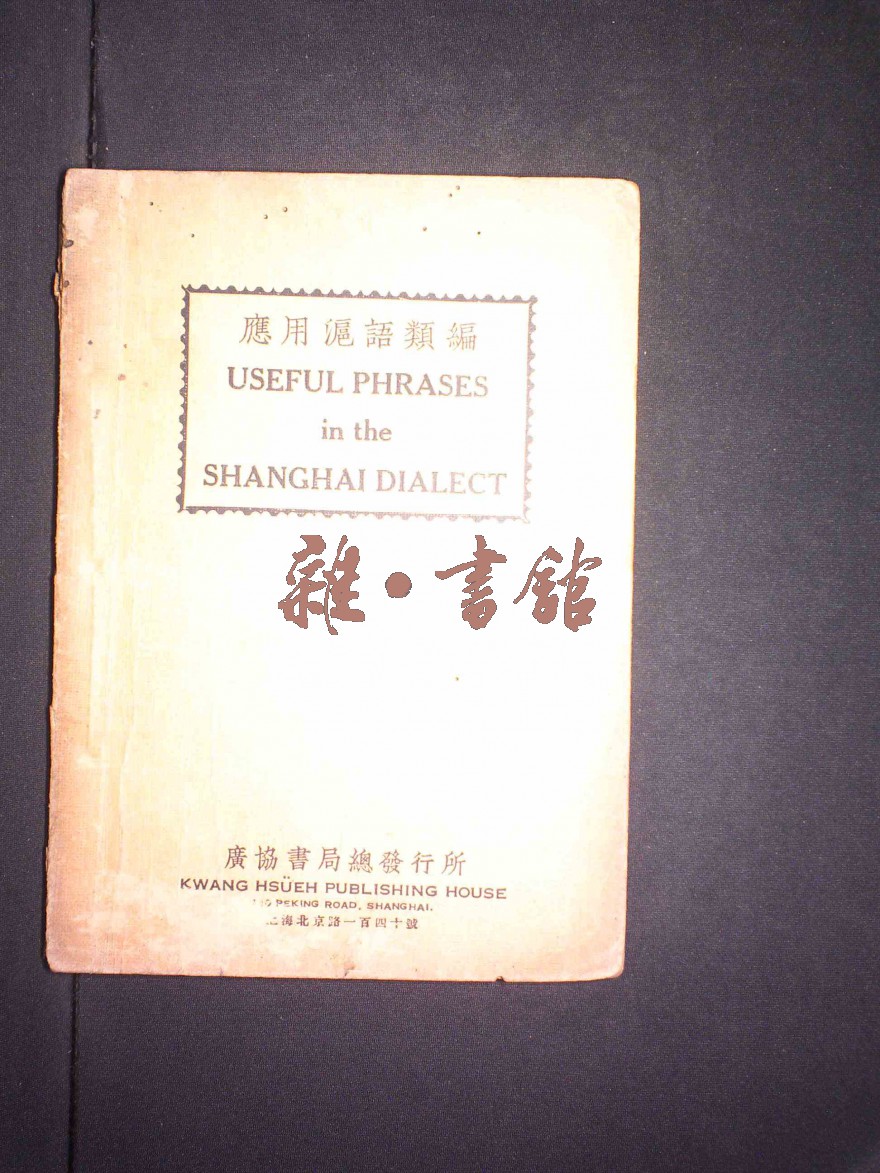 應用滬語類編
USEFUL PHRASES
in the
SHANGHAI DIALECT
雜·書館
廣協書局總發行所
KWANG HSÜEH PUBLISHING HOUSE
PEKING ROAD, SHANGHAI.
海北京路一百四十號